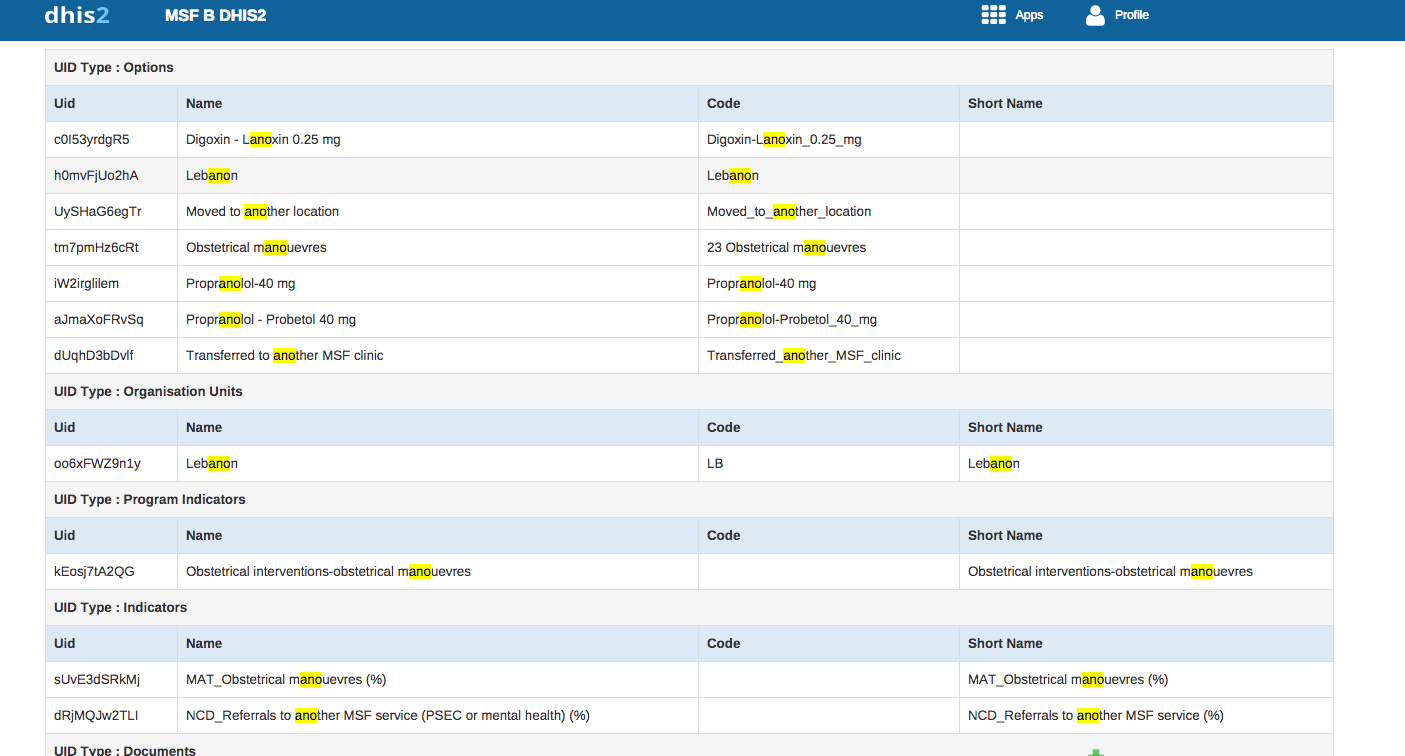 dhis2 MSF B DHIS2 Apps Profile
UID Type : Options
Uid Name Code Short Name
c0I53yrdgR5 Digoxin - Lanoxin 0.25 mg Digoxin-Lanoxin_0.25_mg
h0mvFjUo2hA Lebanon Lebanon
UySHaG6egTr Moved to another location Moved_to_another_location
tm7pmHz6cRt Obstetrical manouevres 23 Obstetrical manouevres
iW2irglilem Propranolol-40 mg Propranolol-40 mg
aJmaXoFRvSq Propranolol - Probetol 40 mg Propranolol-Probetol_40_mg
dUqhD3bDvlf Transferred to another MSF clinic Transferred_another_MSF_clinic
UID Type : Organisation Units
Uid Name Code Short Name
oo6xFWZ9n1y Lebanon LB Lebanon
UID Type : Program Indicators
Uid Name Code Short Name
kEosj7tA2QG Obstetrical interventions-obstetrical manouevres Obstetrical interventions-obstetrical manouevres
UID Type : Indicators
Uid Name Code Short Name
sUvE3dSRkMj MAT_Obstetrical manouevres (%) MAT_Obstetrical manouevres (%)
dRjMQJw2TLI NCD_Referrals to another MSF service (PSEC or mental health) (%) NCD_Referrals to another MSF service (%)
UID Type : Documents